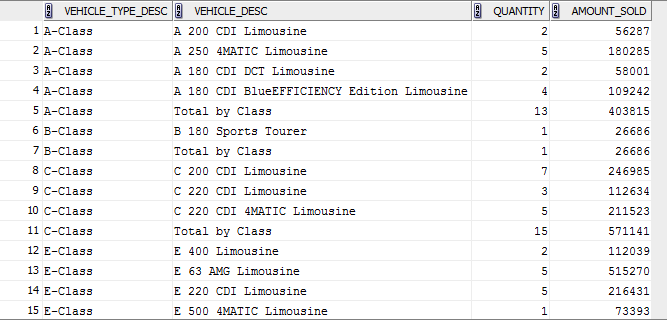 VEHICLE_TYPE_DESC VEHICLE_DESC QUANTITY AMOUNT_SOLD
1 A-Class A 200 CDI Limousine 2 56287
2 A-Class A 250 4MATIC Limousine 5 180285
3 A-Class A 180 CDI DCT Limousine 2 58001
4 A-Class A 180 CDI BlueEFFICIENCY Edition Limousine 4 109242
5 A-Class Total by Class 13 403815
6 B-Class B 180 Sports Tourer 1 26686
7 B-Class Total by Class 1 26686
8 C-Class C 200 CDI Limousine 7 246985
9 C-Class C 220 CDI Limousine 3 112634
10 C-Class C 220 CDI 4MATIC Limousine 5 211523
11 C-Class Total by Class 15 571141
12 E-Class E 400 Limousine 2 112039
13 E-Class E 63 AMG Limousine 5 515270
14 E-Class E 220 CDI Limousine 5 216431
15 E-Class E 500 4MATIC Limousine 1 73393